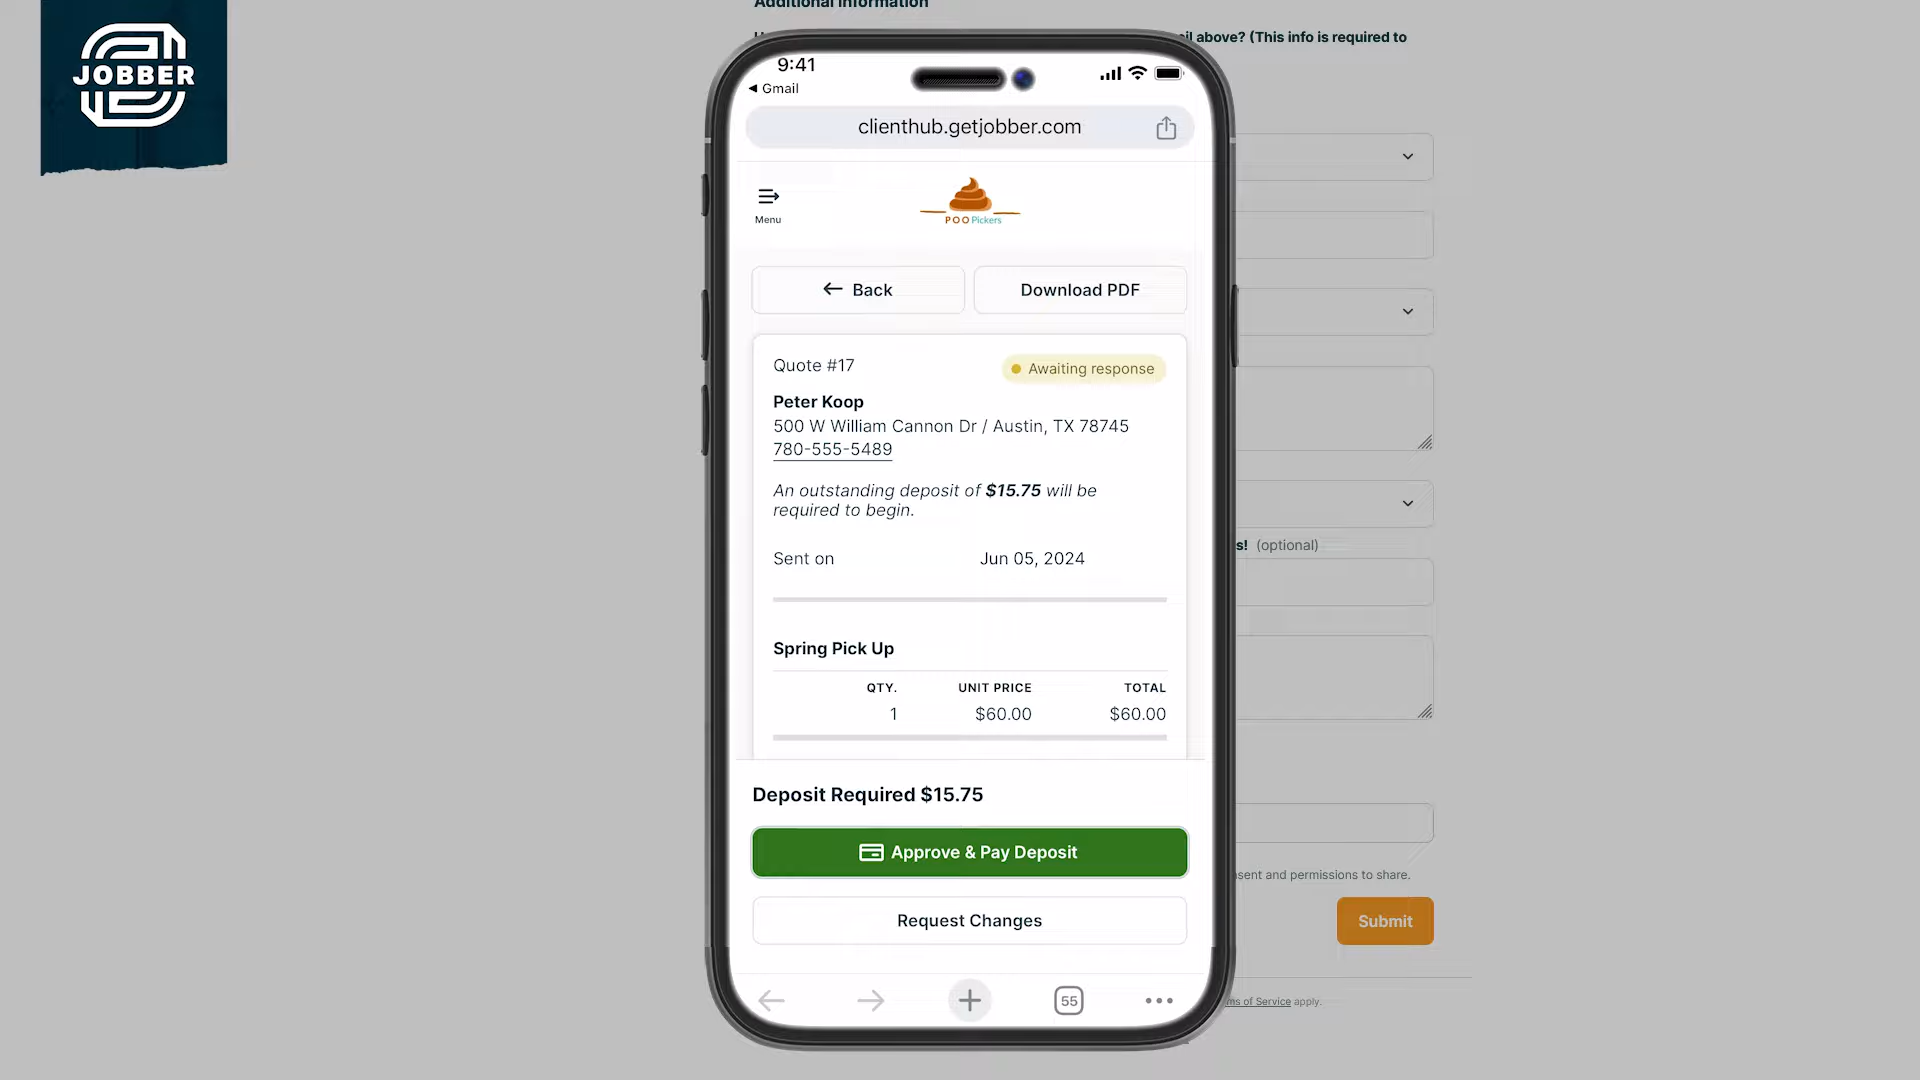 JOBBER
Additional Information
il above? (This info is required to
9:41
Gmail
clienthub.getjobber.com
Menu
POO Pickers
Back
Download PDF
Quote #17
Awaiting response
Peter Koop
500 W William Cannon Dr / Austin, TX 78745
780-555-5489
An outstanding deposit of $15.75 will be
required to begin.
Sent on
Jun 05, 2024
s! (optional)
Spring Pick Up
QTY. UNIT PRICE TOTAL
1 $60.00 $60.00
Deposit Required $15.75
Approve & Pay Deposit
Request Changes
sent and permissions to share.
Submit
55
ms of Service apply.